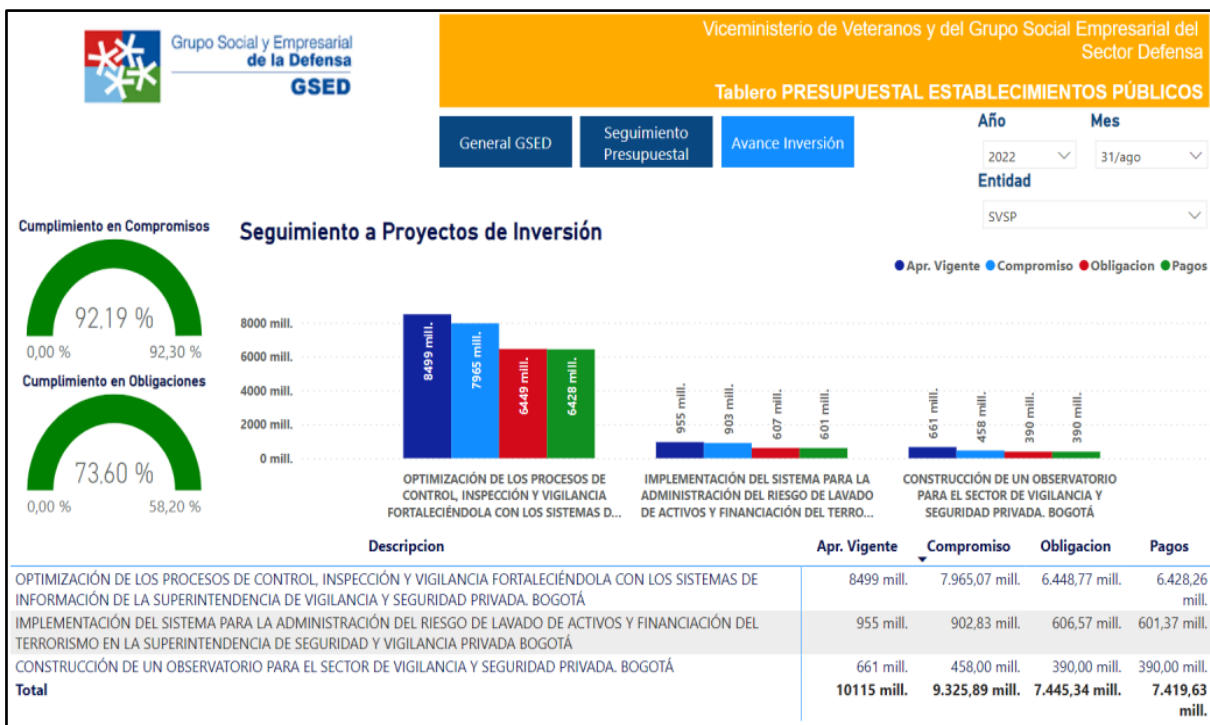 Grupo Social y Empresarial
de la Defensa
GSED
Viceministerio de Veteranos y del Grupo Social Empresarial del
Sector Defensa
Tablero PRESUPUESTAL ESTABLECIMIENTOS PÚBLICOS
General GSED
Seguimiento
Presupuestal
Avance Inversión
Año
Mes
2022
31/ago
Entidad
SVSP
Cumplimiento en Compromisos
92,19 %
0,00 %
92,30 %
Cumplimiento en Obligaciones
73,60 %
0,00 %
58,20 %
Seguimiento a Proyectos de Inversión
Apr. Vigente Compromiso Obligacion Pagos
8000 mill.
6000 mill.
4000 mill.
2000 mill.
0 mill.
8499 mill.
7965 mill.
6449 mill.
6428 mill.
955 mill.
903 mill.
607 mill.
601 mill.
661 mill.
458 mill.
390 mill.
390 mill.
OPTIMIZACIÓN DE LOS PROCESOS DE
CONTROL, INSPECCIÓN Y VIGILANCIA
FORTALECIÉNDOLA CON LOS SISTEMAS D...
IMPLEMENTACIÓN DEL SISTEMA PARA LA
ADMINISTRACIÓN DEL RIESGO DE LAVADO
DE ACTIVOS Y FINANCIACIÓN DEL TERRO...
CONSTRUCCIÓN DE UN OBSERVATORIO
PARA EL SECTOR DE VIGILANCIA Y
SEGURIDAD PRIVADA. BOGOTÁ
Descripcion Apr. Vigente Compromiso Obligacion Pagos
OPTIMIZACIÓN DE LOS PROCESOS DE CONTROL, INSPECCIÓN Y VIGILANCIA FORTALECIÉNDOLA CON LOS SISTEMAS DE 8499 mill. 7.965,07 mill. 6.448,77 mill. 6.428,26
INFORMACIÓN DE LA SUPERINTENDENCIA DE VIGILANCIA Y SEGURIDAD PRIVADA. BOGOTÁ mill.
IMPLEMENTACIÓN DEL SISTEMA PARA LA ADMINISTRACIÓN DEL RIESGO DE LAVADO DE ACTIVOS Y FINANCIACIÓN DEL 955 mill. 902,83 mill. 606,57 mill. 601,37 mill.
TERRORISMO EN LA SUPERINTENDENCIA DE SEGURIDAD Y VIGILANCIA PRIVADA BOGOTÁ
CONSTRUCCIÓN DE UN OBSERVATORIO PARA EL SECTOR DE VIGILANCIA Y SEGURIDAD PRIVADA. BOGOTÁ 661 mill. 458,00 mill. 390,00 mill. 390,00 mill.
Total 10115 mill. 9.325,89 mill. 7.445,34 mill. 7.419,63
mill.